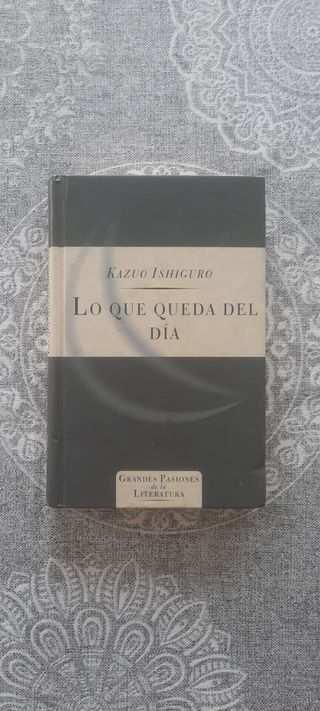 KAZUO ISHIGURO
LO QUE QUEDA DEL
DÍA
GRANDES PASIONES
de la
LITERATURA